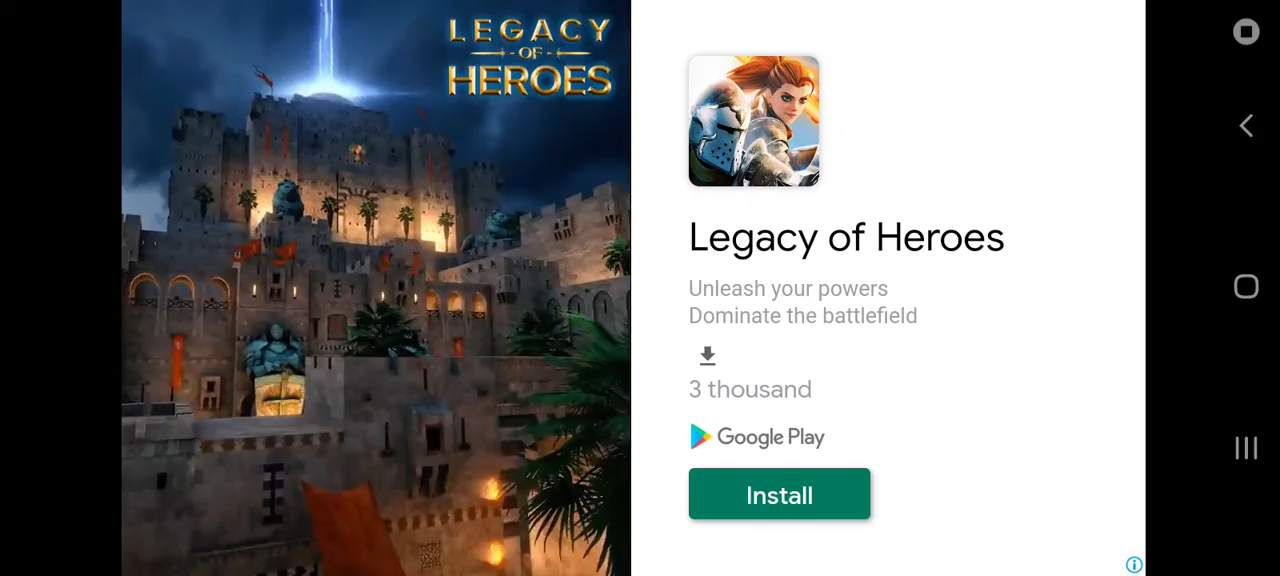 LEGACY
OF
HEROES
Legacy of Heroes
Unleash your powers
Dominate the battlefield
3 thousand
Google Play
Install